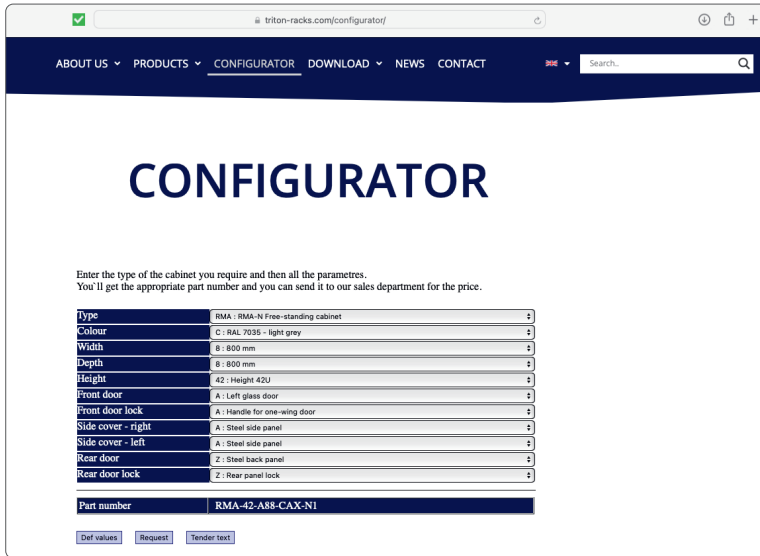 triton-racks.com/configurator/
ABOUT US PRODUCTS CONFIGURATOR DOWNLOAD NEWS CONTACT Search..
CONFIGURATOR
Enter the type of the cabinet you require and then all the parametres.
You`ll get the appropriate part number and you can send it to our sales department for the price.
Type RMA : RMA-N Free-standing cabinet
Colour C : RAL 7035 - light grey
Width 8 : 800 mm
Depth 8 : 800 mm
Height 42 : Height 42U
Front door A : Left glass door
Front door lock A : Handle for one-wing door
Side cover - right A : Steel side panel
Side cover - left A : Steel side panel
Rear door Z : Steel back panel
Rear door lock Z : Rear panel lock
Part number RMA-42-A88-CAX-N1
Def values Request Tender text